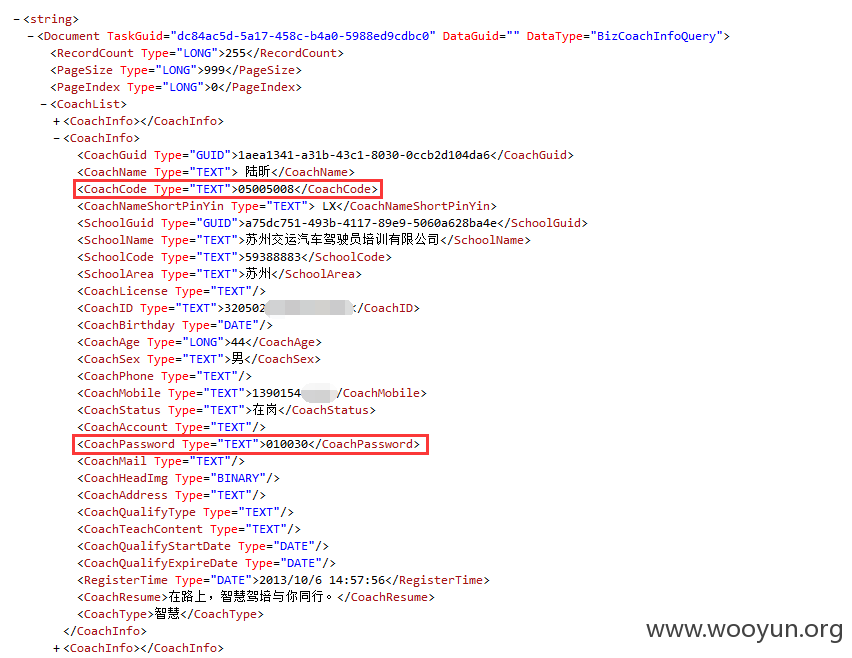 −<string>
−<Document TaskGuid="dc84ac5d-5a17-458c-b4a0-5988ed9cdbc0" DataGuid="" DataType="BizCoachInfoQuery">
<RecordCount Type="LONG">255</RecordCount>
<PageSize Type="LONG">999</PageSize>
<PageIndex Type="LONG">0</PageIndex>
−<CoachList>
+<CoachInfo></CoachInfo>
−<CoachInfo>
<CoachGuid Type="GUID">1aea1341-a31b-43c1-8030-0ccb2d104da6</CoachGuid>
<CoachName Type="TEXT"> 陆昕</CoachName>
<CoachCode Type="TEXT">05005008</CoachCode>
<CoachNameShortPinYin Type="TEXT"> LX</CoachNameShortPinYin>
<SchoolGuid Type="GUID">a75dc751-493b-4117-89e9-5060a628ba4e</SchoolGuid>
<SchoolName Type="TEXT">苏州交运汽车驾驶员培训有限公司</SchoolName>
<SchoolCode Type="TEXT">59388883</SchoolCode>
<SchoolArea Type="TEXT">苏州</SchoolArea>
<CoachLicense Type="TEXT"/>
<CoachID Type="TEXT">320502</CoachID>
<CoachBirthday Type="DATE"/>
<CoachAge Type="LONG">44</CoachAge>
<CoachSex Type="TEXT">男</CoachSex>
<CoachPhone Type="TEXT"/>
<CoachMobile Type="TEXT">1390154/CoachMobile>
<CoachStatus Type="TEXT">在岗</CoachStatus>
<CoachAccount Type="TEXT"/>
<CoachPassword Type="TEXT">010030</CoachPassword>
<CoachMail Type="TEXT"/>
<CoachHeadImg Type="BINARY"/>
<CoachAddress Type="TEXT"/>
<CoachQualifyType Type="TEXT"/>
<CoachTeachContent Type="TEXT"/>
<CoachQualifyStartDate Type="DATE"/>
<CoachQualifyExpireDate Type="DATE"/>
<RegisterTime Type="DATE">2013/10/6 14:57:56</RegisterTime>
<CoachResume>在路上，智慧驾培与你同行。</CoachResume>
<CoachType>智慧</CoachType>
</CoachInfo>
+<CoachInfo></CoachInfo>
www.wooyun.org